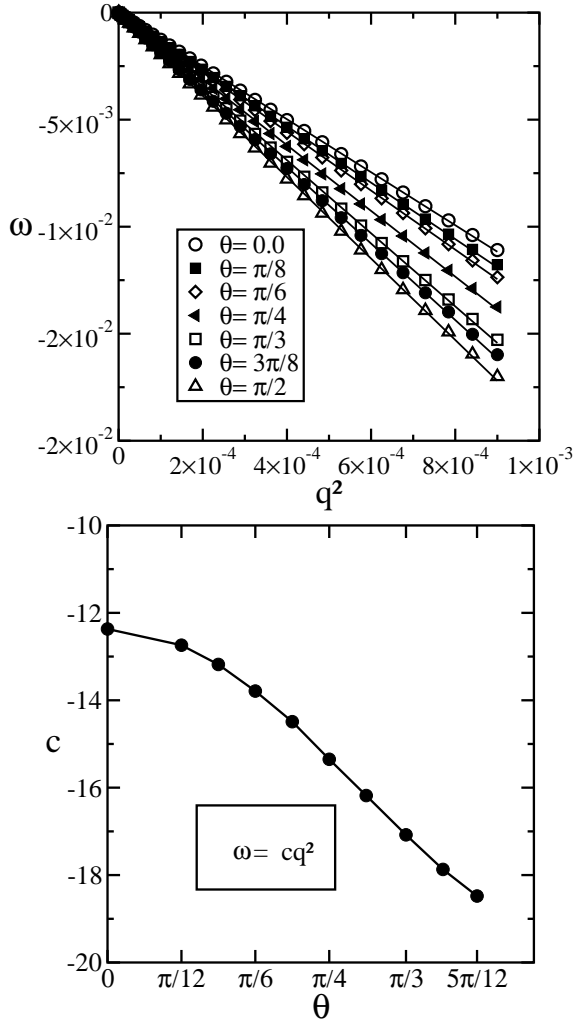 0
-5×10⁻³
-1×10⁻²
-2×10⁻²
-2×10⁻²
ω
θ= 0.0
θ= π/8
θ= π/6
θ= π/4
θ= π/3
θ= 3π/8
θ= π/2
0 2×10⁻⁴ 4×10⁻⁴ 6×10⁻⁴ 8×10⁻⁴ 1×10⁻³
q²
-10
-12
-14
-16
-18
-20
c
ω= cq²
0 π/12 π/6 π/4 π/3 5π/12
θ